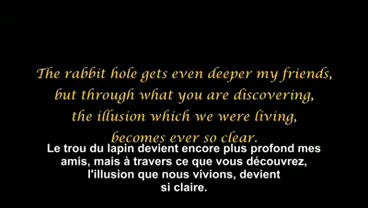 The rabbit hole gets even deeper my friends,
but through what you are discovering,
the illusion which we were living,
becomes ever so clear.
Le trou du lapin devient encore plus profond mes
amis, mais à travers ce que vous découvrez,
l'illusion que nous vivions, devient
si claire.